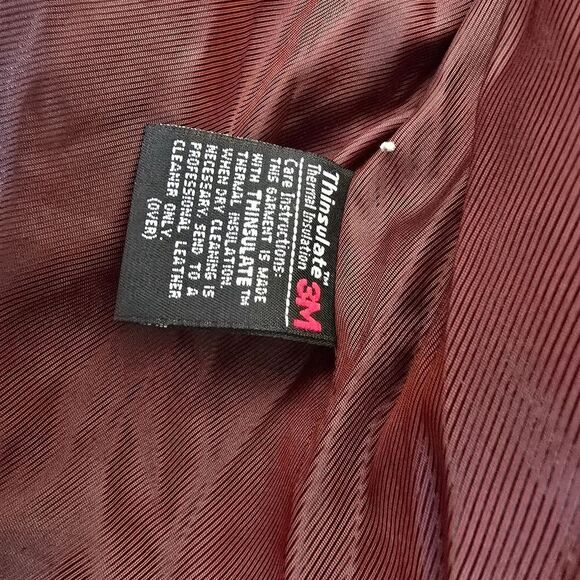 Thinsulate™ 3M
Thermal Insulation
Care Instructions:
THIS GARMENT IS MADE
WITH THINSULATE™
THERMAL INSULATION.
WHEN DRY CLEANING IS
NECESSARY, SEND TO A
PROFESSIONAL LEATHER
CLEANER ONLY.
(OVER)